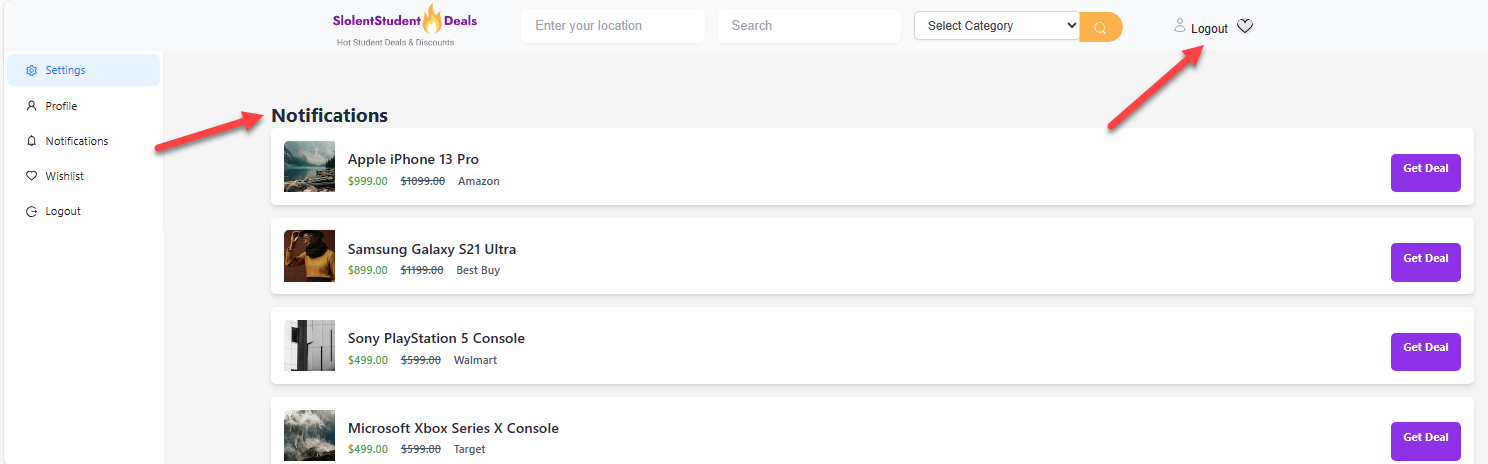 SlolentStudent Deals
Hot Student Deals & Discounts
Enter your location
Search
Select Category
Logout
Settings
Profile
Notifications
Wishlist
Logout
Notifications
Apple iPhone 13 Pro
$999.00 $1099.00 Amazon
Get Deal
Samsung Galaxy S21 Ultra
$899.00 $1199.00 Best Buy
Get Deal
Sony PlayStation 5 Console
$499.00 $599.00 Walmart
Get Deal
Microsoft Xbox Series X Console
$499.00 $599.00 Target
Get Deal